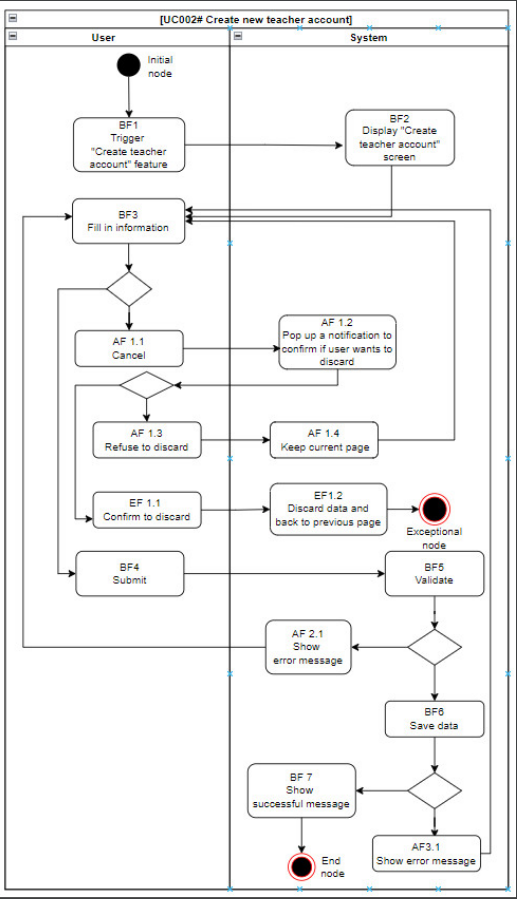 [UC002# Create new teacher account]
User
System
Initial
node
BF1
Trigger
"Create teacher
account" feature
BF2
Display "Create
teacher account"
screen
BF3
Fill in information
AF 1.1
Cancel
AF 1.2
Pop up a notification to
confirm if user wants to
discard
AF 1.3
Refuse to discard
AF 1.4
Keep current page
EF 1.1
Confirm to discard
EF1.2
Discard data and
back to previous page
Exceptional
node
BF4
Submit
BF5
Validate
AF 2.1
Show
error message
BF6
Save data
BF 7
Show
successful message
AF3.1
Show error message
End
node